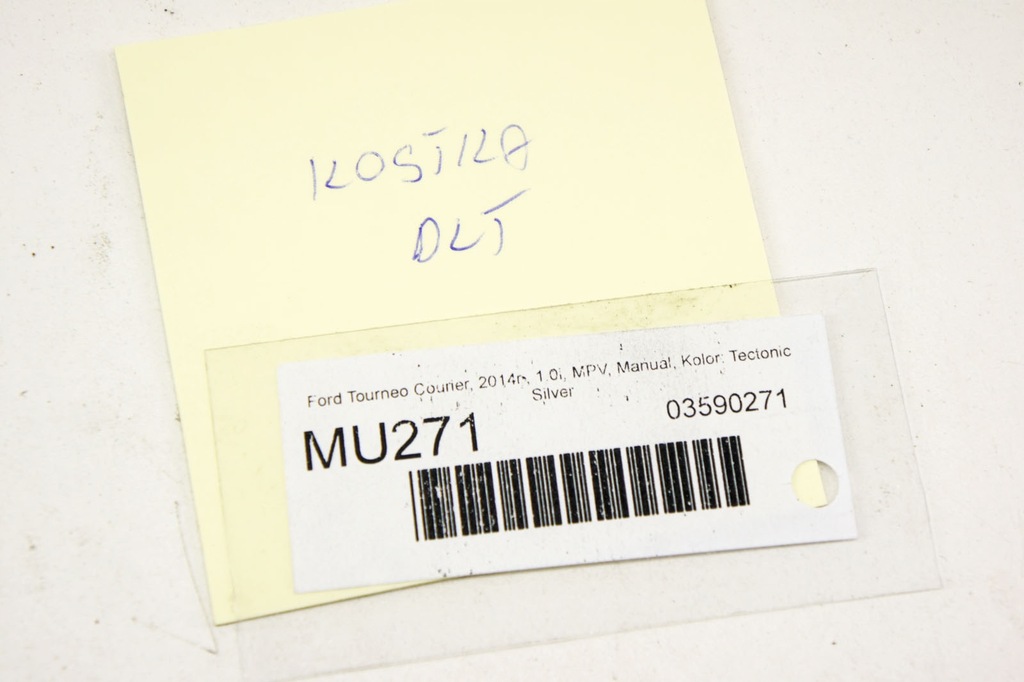 KOSTKA
DLT
Ford Tourneo Courier, 2014r, 1.0i, MPV, Manual, Kolor: Tectonic
Silver
MU271
03590271